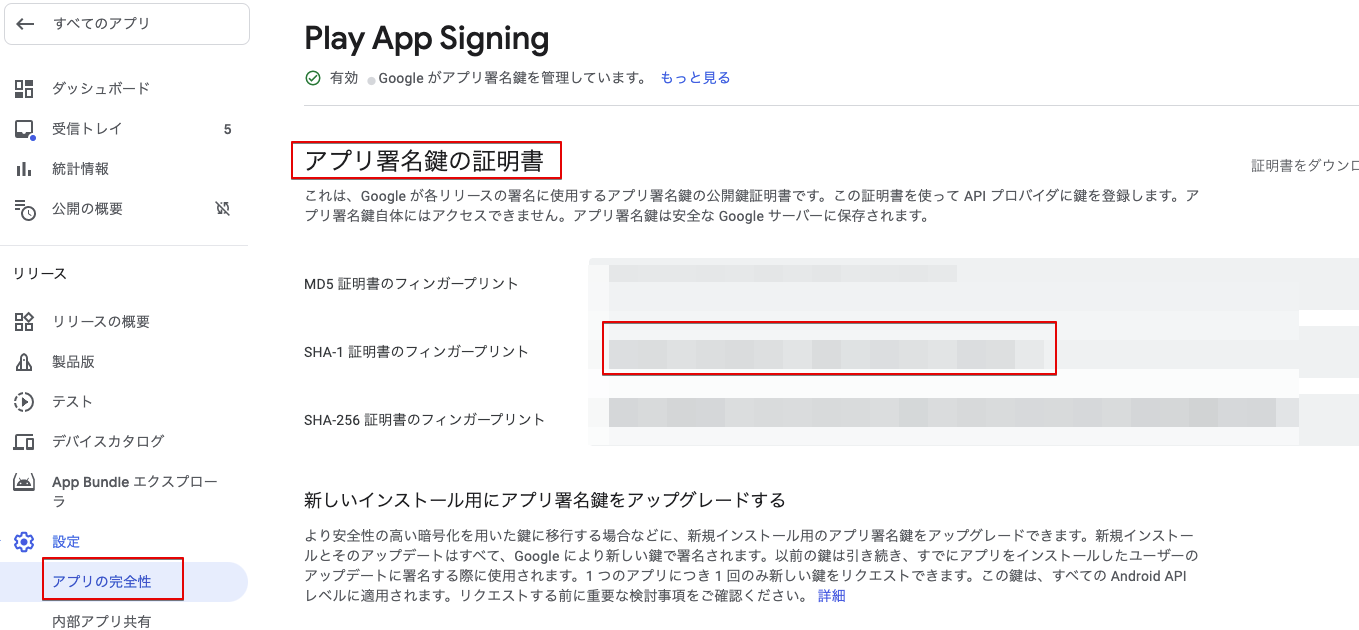 すべてのアプリ
ダッシュボード
受信トレイ 5
統計情報
公開の概要
リリース
リリースの概要
製品版
テスト
デバイスカタログ
App Bundle エクスプロー
ラ
設定
アプリの完全性
内部アプリ共有
Play App Signing
有効 Google がアプリ署名鍵を管理しています。 もっと見る
アプリ署名鍵の証明書
証明書をダウンロ
これは、Google が各リリースの署名に使用するアプリ署名鍵の公開鍵証明書です。この証明書を使って API プロバイダに鍵を登録します。ア
プリ署名鍵自体にはアクセスできません。アプリ署名鍵は安全な Google サーバーに保存されます。
MD5 証明書のフィンガープリント
SHA-1 証明書のフィンガープリント
SHA-256 証明書のフィンガープリント
新しいインストール用にアプリ署名鍵をアップグレードする
より安全性の高い暗号化を用いた鍵に移行する場合などに、新規インストール用のアプリ署名鍵をアップグレードできます。新規インストー
ルとそのアップデートはすべて、Google により新しい鍵で署名されます。以前の鍵は引き続き、すでにアプリをインストールしたユーザーの
アップデートに署名する際に使用されます。1 つのアプリにつき 1 回のみ新しい鍵をリクエストできます。この鍵は、すべての Android API
レベルに適用されます。リクエストする前に重要な検討事項をご確認ください。 詳細